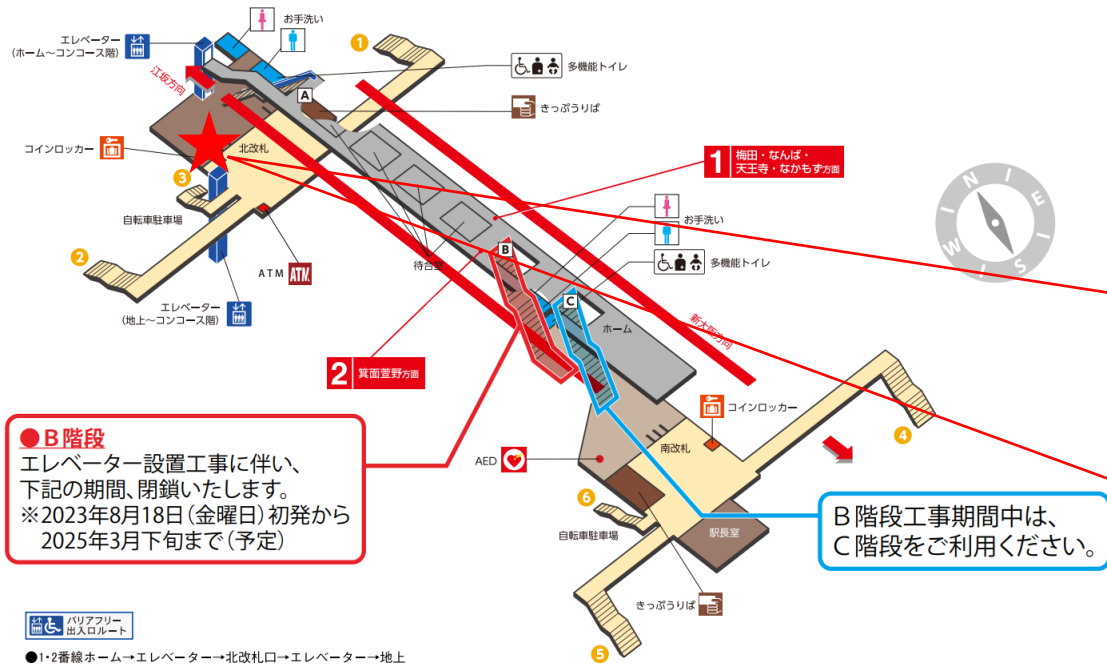 お手洗い
エレベーター
(ホーム～コンコース階)
1
江坂方向
多機能トイレ
A
きっぷうりば
コインロッカー
北改札
3
1 梅田・なんば・
天王寺・なかもず方面
N I E I S I W I
自転車駐車場
お手洗い
2
ATM ATM
待合室
B
多機能トイレ
エレベーター
(地上～コンコース階)
C
ホーム
新大阪方向
2 箕面萱野方面
コインロッカー
4
●B階段
エレベーター設置工事に伴い、
下記の期間、閉鎖いたします。
※2023年8月18日(金曜日)初発から
2025年3月下旬まで(予定)
AED
南改札
6
自転車駐車場
駅長室
B階段工事期間中は、
C階段をご利用ください。
きっぷうりば
5
バリアフリー
出入口ルート
●1・2番線ホーム→エレベーター→北改札口→エレベーター→地上